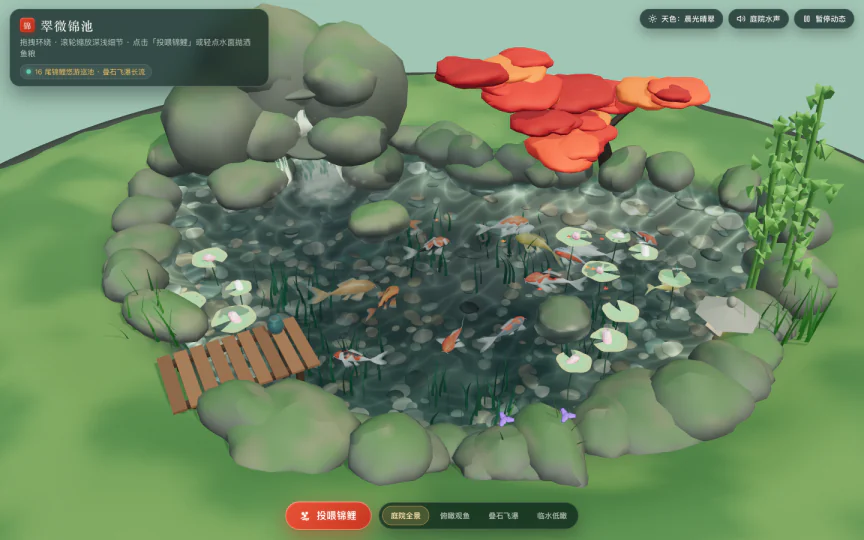 锦 翠微锦池
拖拽环绕 · 滚轮缩放深浅细节 · 点击「投喂锦鲤」或轻点水面抛洒
鱼粮
16 尾锦鲤悠游巡池 · 叠石飞瀑长流
天色：晨光晴翠
庭院水声
暂停动态
投喂锦鲤
庭院全景
俯瞰观鱼
叠石飞瀑
临水低瞰